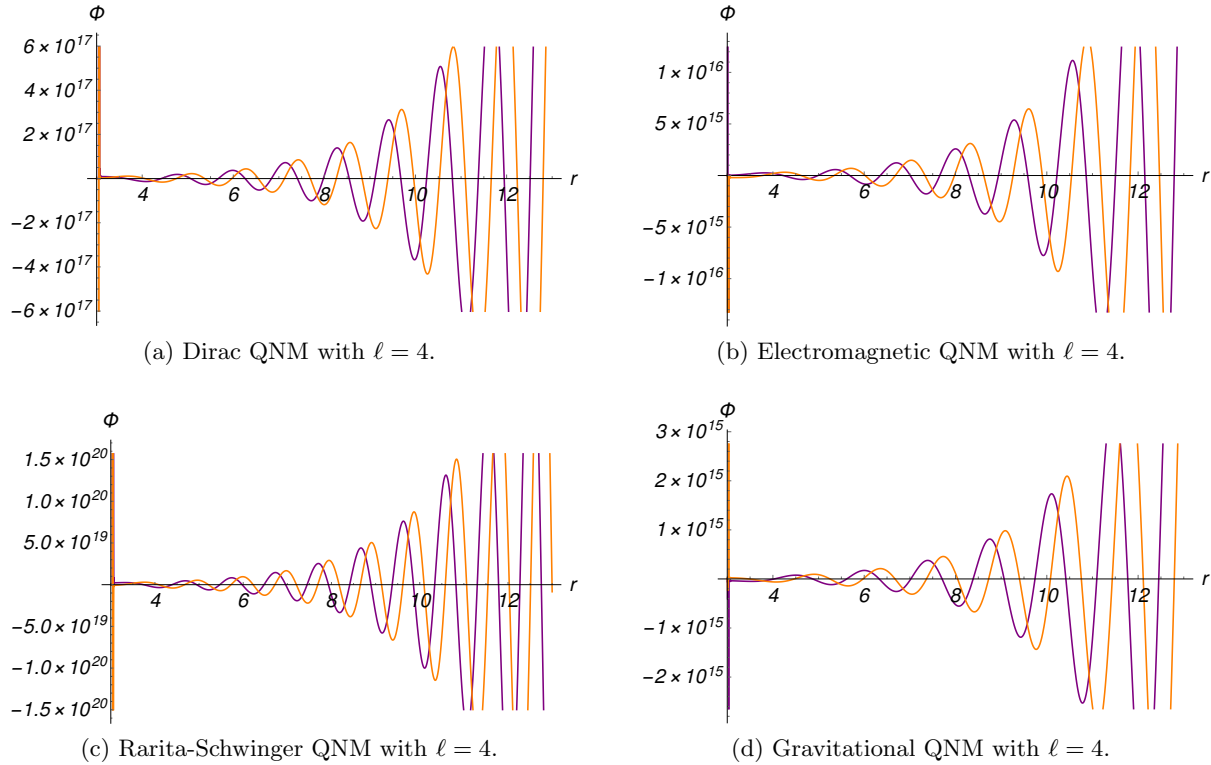 Φ
6 × 10^17
4 × 10^17
2 × 10^17
4 6 8 10 12 r
−2 × 10^17
−4 × 10^17
−6 × 10^17
(a) Dirac QNM with ℓ = 4.
Φ
1 × 10^16
5 × 10^15
4 6 8 10 12 r
−5 × 10^15
−1 × 10^16
(b) Electromagnetic QNM with ℓ = 4.
Φ
1.5 × 10^20
1.0 × 10^20
5.0 × 10^19
4 6 8 10 12 r
−5.0 × 10^19
−1.0 × 10^20
−1.5 × 10^20
(c) Rarita-Schwinger QNM with ℓ = 4.
Φ
3 × 10^15
2 × 10^15
1 × 10^15
4 6 8 10 12 r
−1 × 10^15
−2 × 10^15
(d) Gravitational QNM with ℓ = 4.